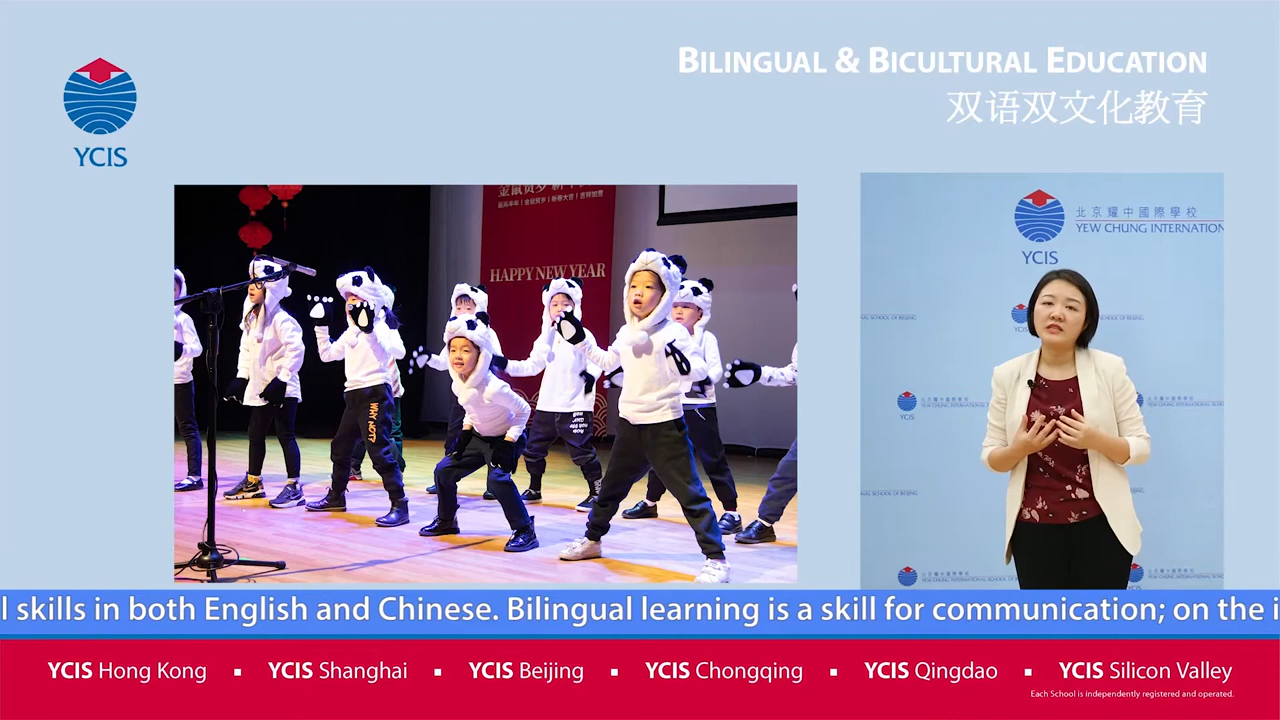 BILINGUAL & BICULTURAL EDUCATION
双语双文化教育
YCIS
HAPPY NEW YEAR
WHY NOT?
北京耀中國際學校
YEW CHUNG INTERNATION
YCIS
l skills in both English and Chinese. Bilingual learning is a skill for communication; on the i
YCIS Hong Kong ▪ YCIS Shanghai ▪ YCIS Beijing ▪ YCIS Chongqing ▪ YCIS Qingdao ▪ YCIS Silicon Valley
Each School is independently registered and operated.